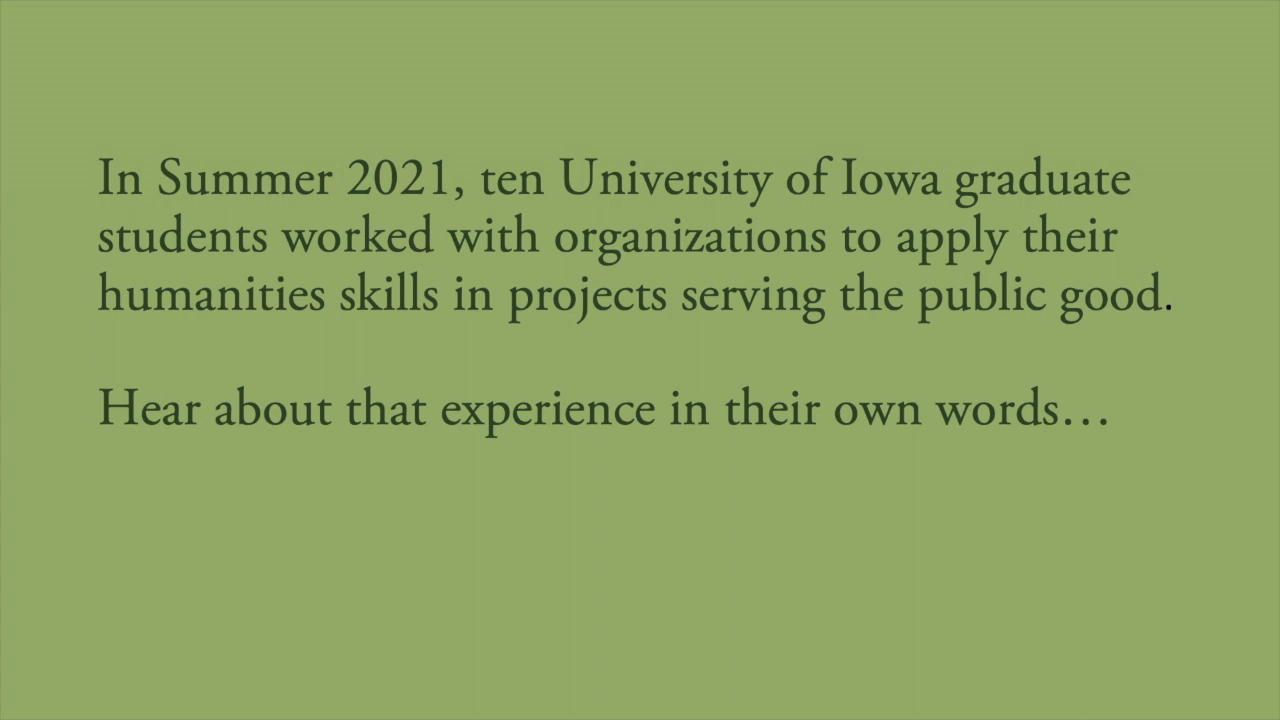 In Summer 2021, ten University of Iowa graduate
students worked with organizations to apply their
humanities skills in projects serving the public good.
Hear about that experience in their own words…